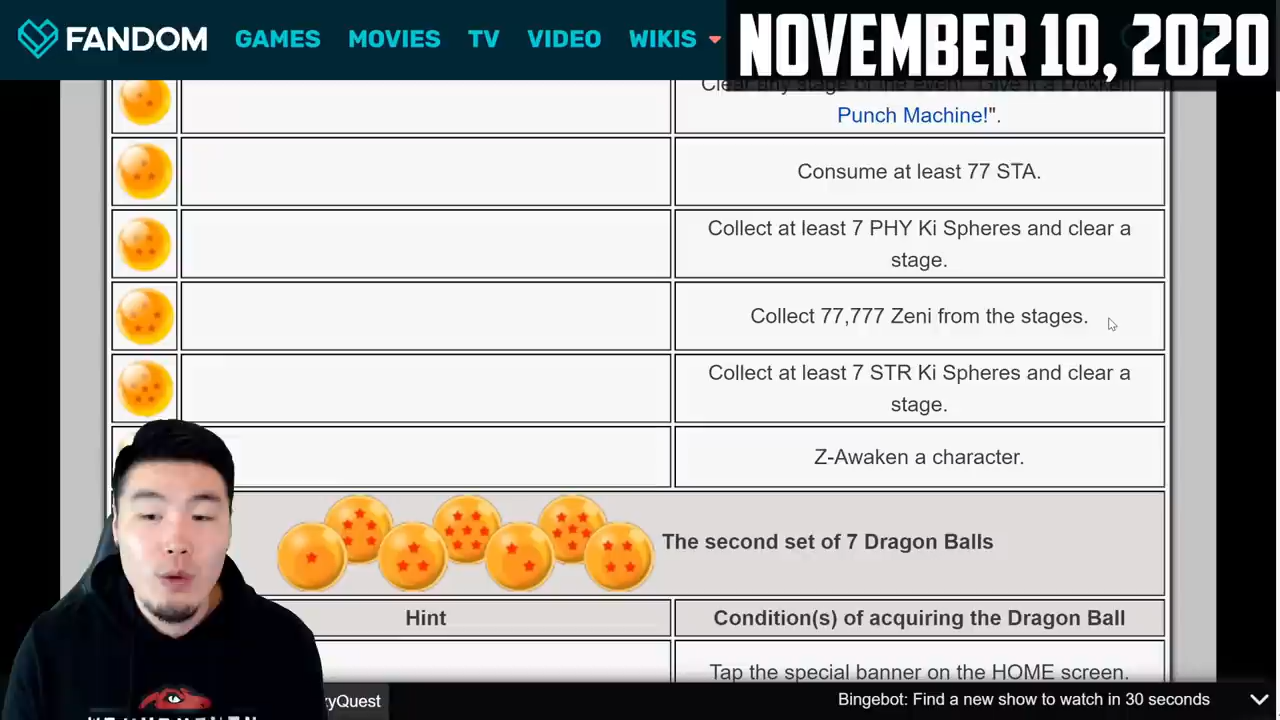 FANDOM GAMES MOVIES TV VIDEO WIKIS
NOVEMBER 10, 2020
Punch Machine!".
Consume at least 77 STA.
Collect at least 7 PHY Ki Spheres and clear a
stage.
Collect 77,777 Zeni from the stages.
Collect at least 7 STR Ki Spheres and clear a
stage.
Z-Awaken a character.
The second set of 7 Dragon Balls
Hint
Condition(s) of acquiring the Dragon Ball
Tap the special banner on the HOME screen.
zyQuest
Bingebot: Find a new show to watch in 30 seconds